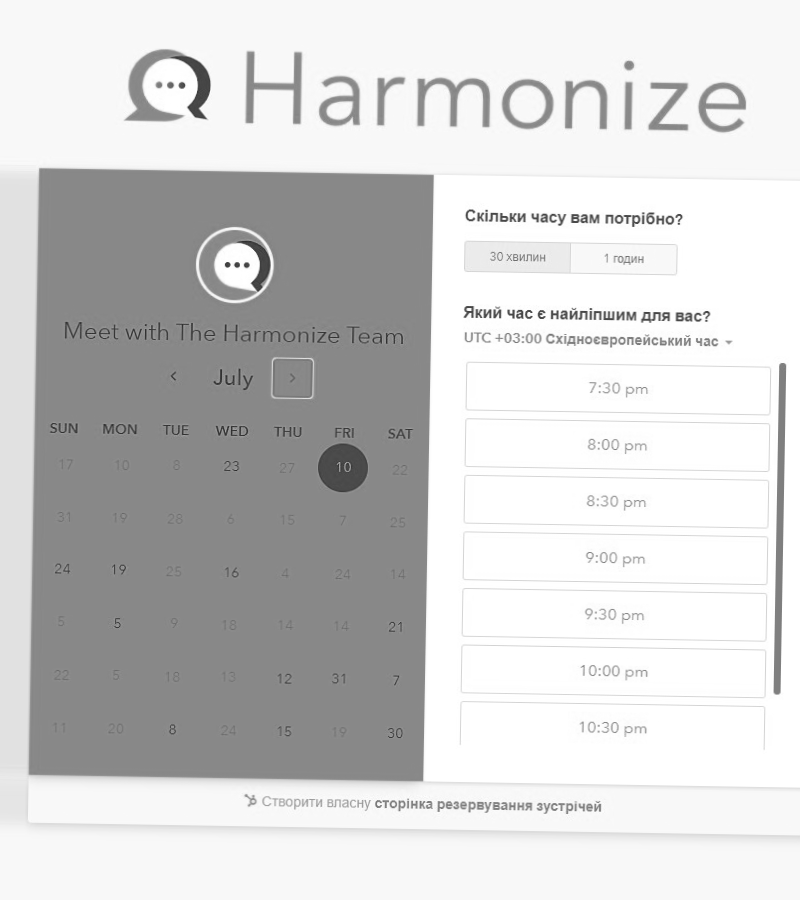 Harmonize
Meet with The Harmonize Team
July
SUN MON TUE WED THU FRI SAT
17 10 8 23 27 10 22
31 19 28 6 15 7 25
24 19 25 16 4 24 14
5 5 9 18 14 14 21
22 5 18 13 12 31 7
11 20 8 24 15 19 30
Скільки часу вам потрібно?
30 хвилин 1 годин
Який час є найліпшим для вас?
UTC +03:00 Східноєвропейський час
7:30 pm
8:00 pm
8:30 pm
9:00 pm
9:30 pm
10:00 pm
10:30 pm
Створити власну сторінка резервування зустрічей